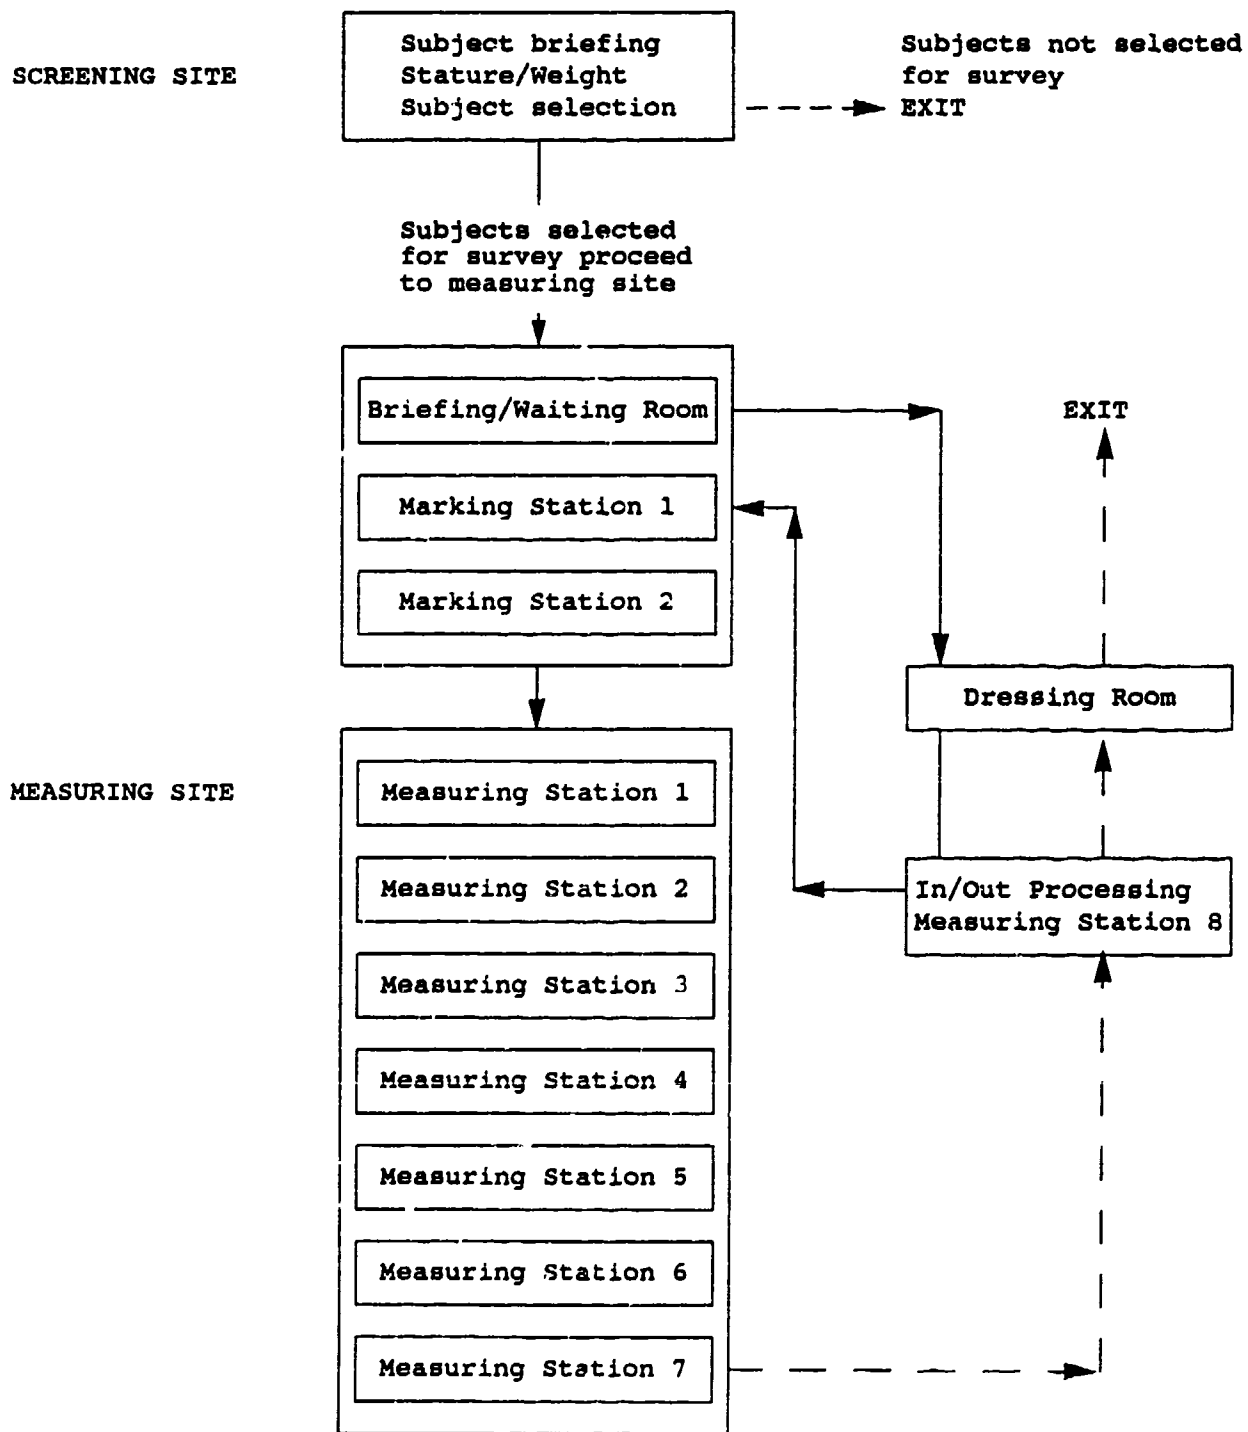 SCREENING SITE
Subject briefing
Stature/Weight
Subject selection
Subjects not selected
for survey
EXIT
Subjects selected
for survey proceed
to measuring site
Briefing/Waiting Room
Marking Station 1
Marking Station 2
EXIT
Dressing Room
MEASURING SITE
Measuring Station 1
Measuring Station 2
Measuring Station 3
Measuring Station 4
Measuring Station 5
Measuring Station 6
Measuring Station 7
In/Out Processing
Measuring Station 8